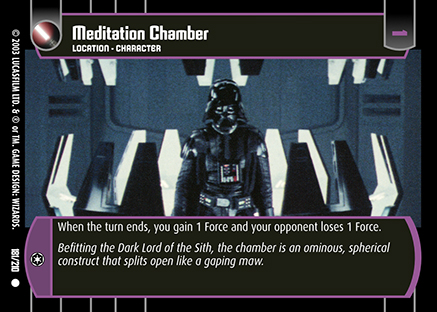 Meditation Chamber
LOCATION - CHARACTER
1
When the turn ends, you gain 1 Force and your opponent loses 1 Force.
Befitting the Dark Lord of the Sith, the chamber is an ominous, spherical
construct that splits open like a gaping maw.
© 2003 LUCASFILM LTD. & ® or TM. GAME DESIGN: WIZARDS.
181/210